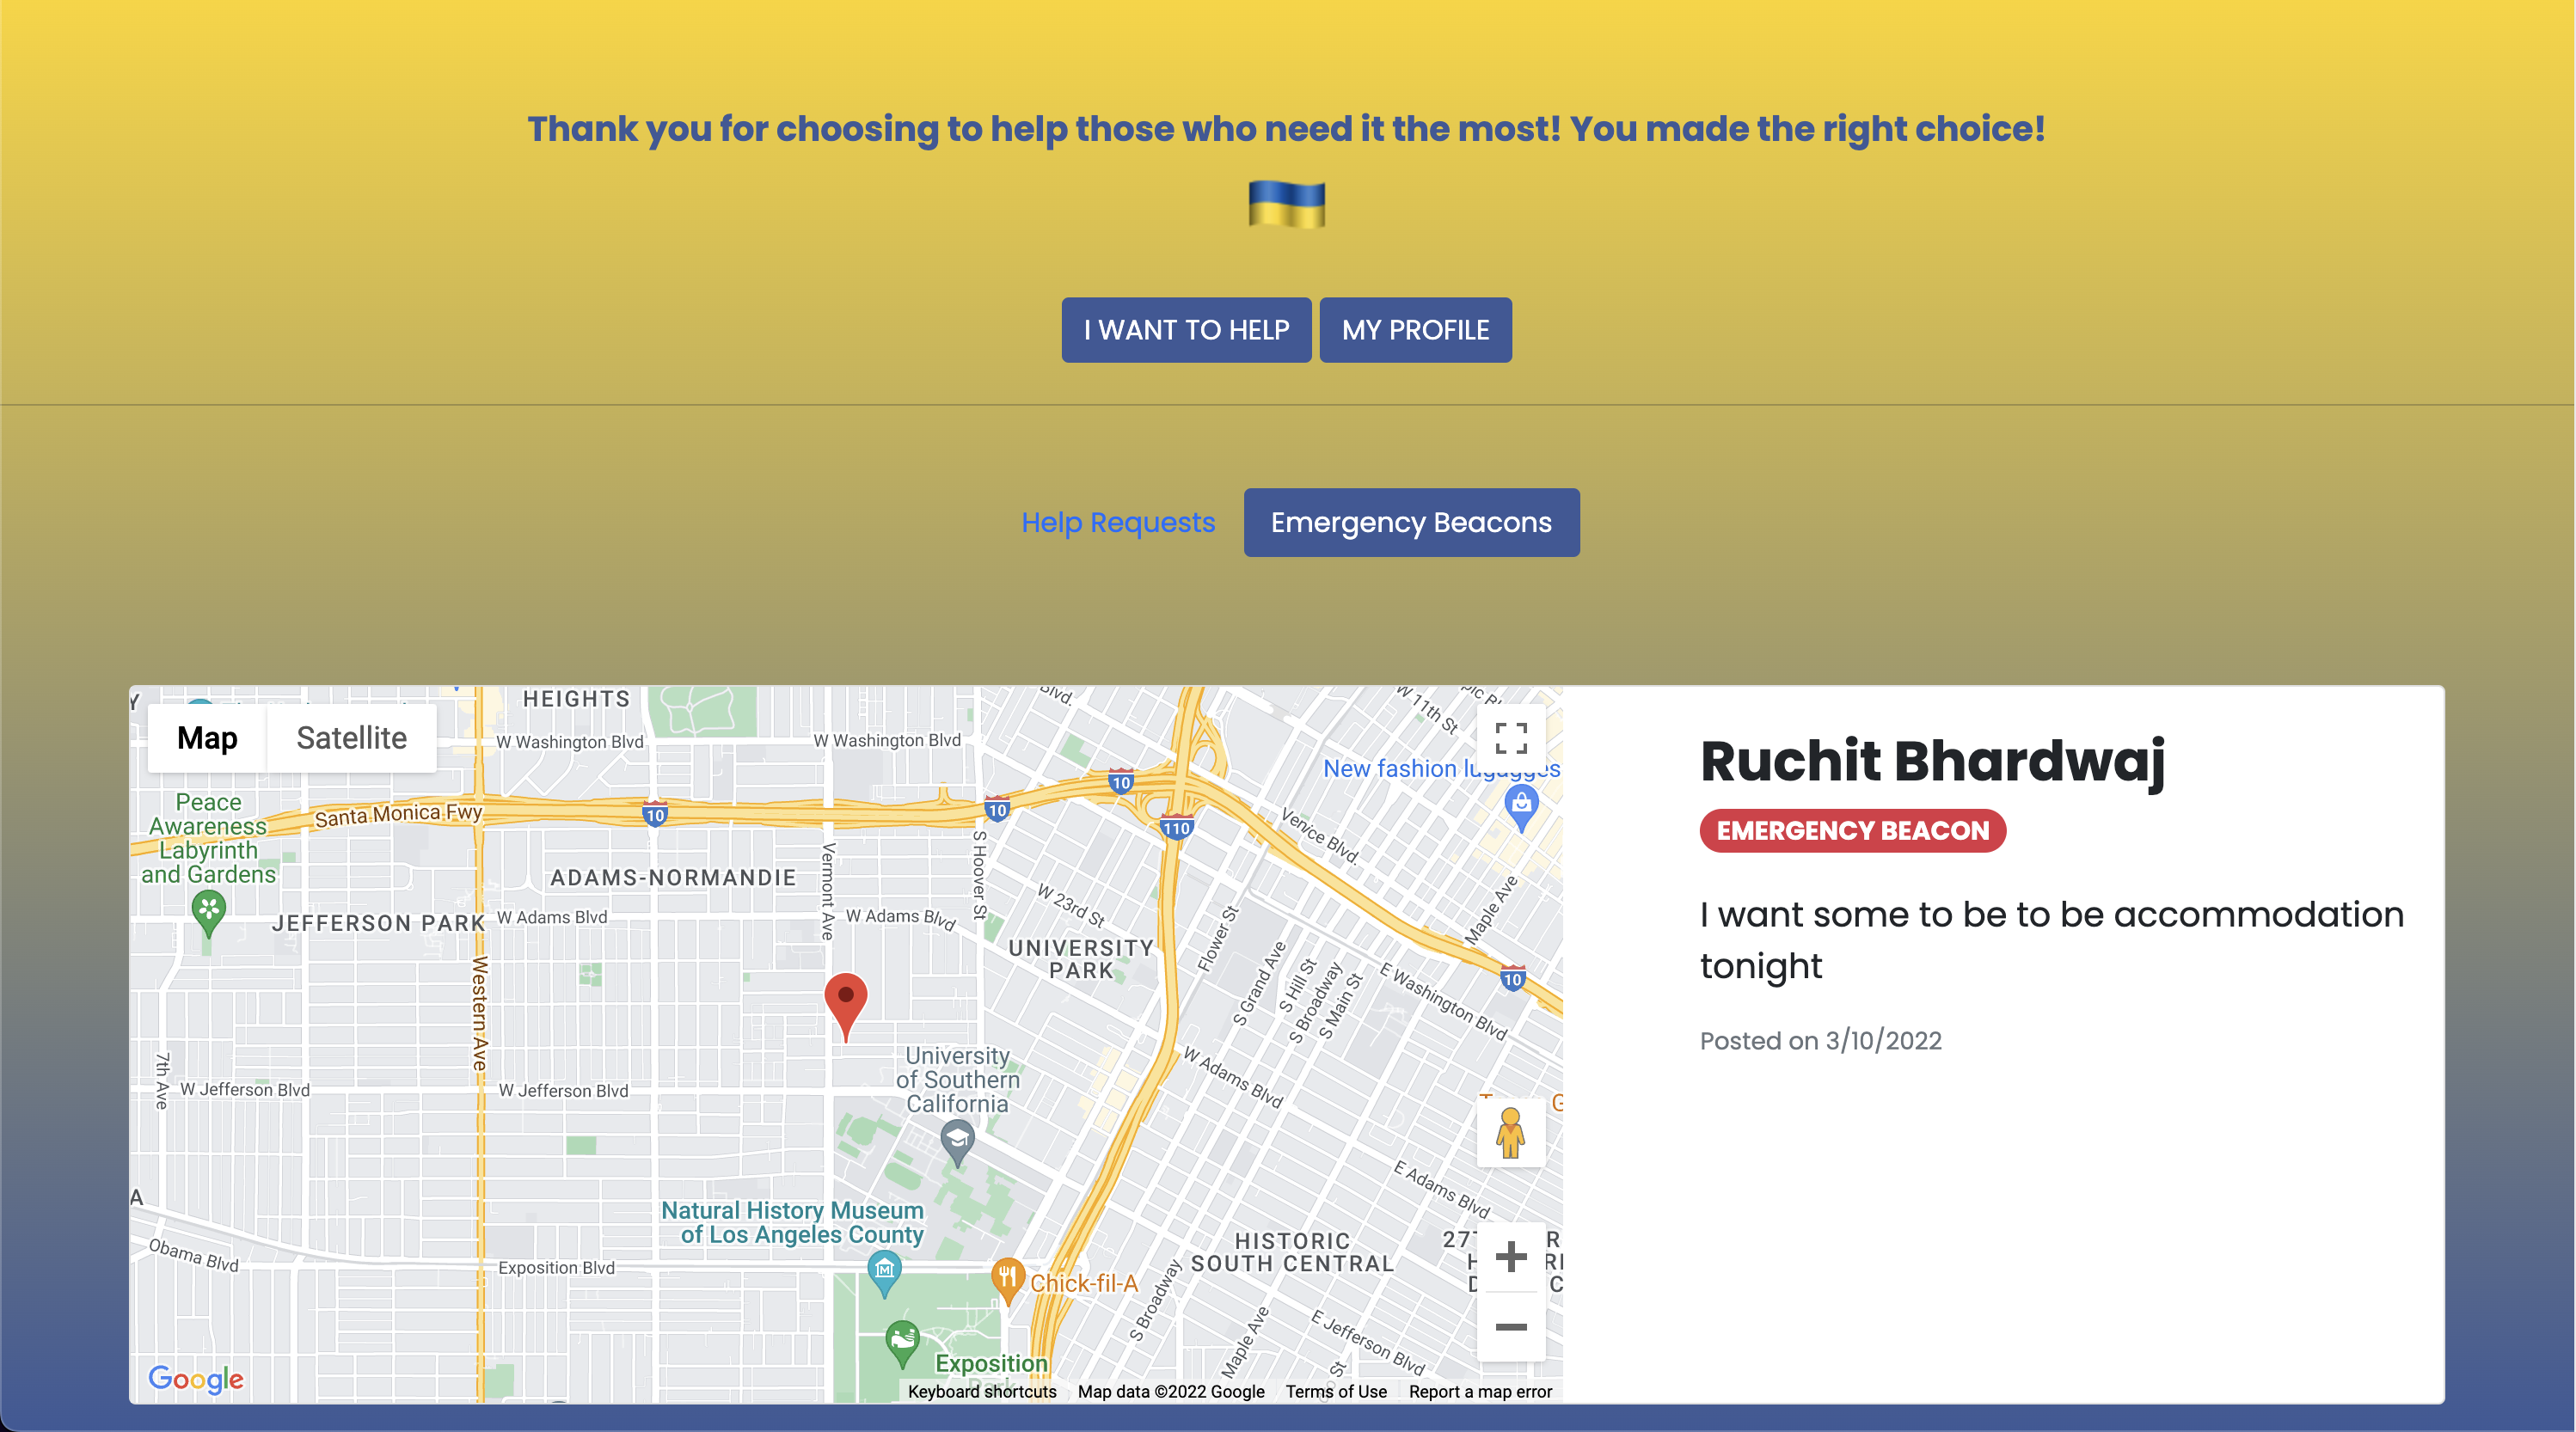 Thank you for choosing to help those who need it the most! You made the right choice!
I WANT TO HELP
MY PROFILE
Help Requests
Emergency Beacons
Map
Satellite
HEIGHTS
W Washington Blvd
W Washington Blvd
Blvd.
W 11th St
New fashion luggages
Peace
Awareness
Labyrinth
and Gardens
Santa Monica Fwy
10
10
10
110
Venice Blvd.
Vermont Ave
S Hoover St
ADAMS-NORMANDIE
JEFFERSON PARK
W Adams Blvd
W Adams Blvd
W 23rd St
Flower St
Maple Ave
UNIVERSITY
PARK
S Grand Ave
S Hill St
S Broadway
S Main St
E Washington Blvd
10
Western Ave
7th Ave
W Jefferson Blvd
W Jefferson Blvd
University
of Southern
California
W Adams Blvd
E Adams Blvd
Natural History Museum
of Los Angeles County
HISTORIC
SOUTH CENTRAL
Obama Blvd
Exposition Blvd
Chick-fil-A
S Broadway
Maple Ave
E Jefferson Blvd
Exposition
Park
Google
Keyboard shortcuts
Map data ©2022 Google
Terms of Use
Report a map error
Ruchit Bhardwaj
EMERGENCY BEACON
I want some to be to be accommodation
tonight
Posted on 3/10/2022